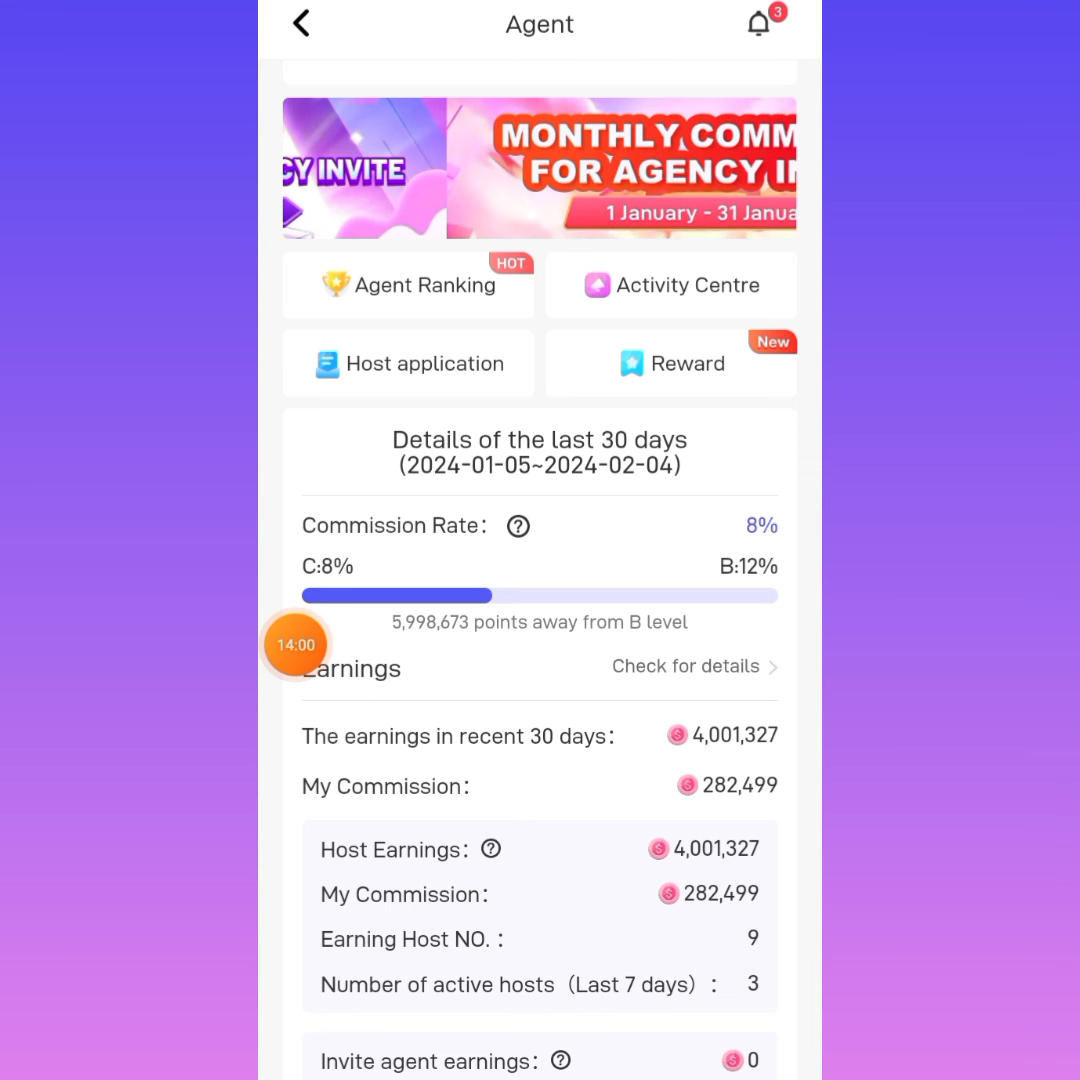 Agent
3
CY INVITE
MONTHLY COMM
FOR AGENCY I
1 January - 31 Janua
HOT
Agent Ranking
Activity Centre
New
Host application
Reward
Details of the last 30 days
(2024-01-05~2024-02-04)
Commission Rate: ? 8%
C:8% B:12%
5,998,673 points away from B level
14:00
Earnings Check for details >
The earnings in recent 30 days: 4,001,327
My Commission: 282,499
Host Earnings: ? 4,001,327
My Commission: 282,499
Earning Host NO. : 9
Number of active hosts（Last 7 days）: 3
Invite agent earnings: ? 0